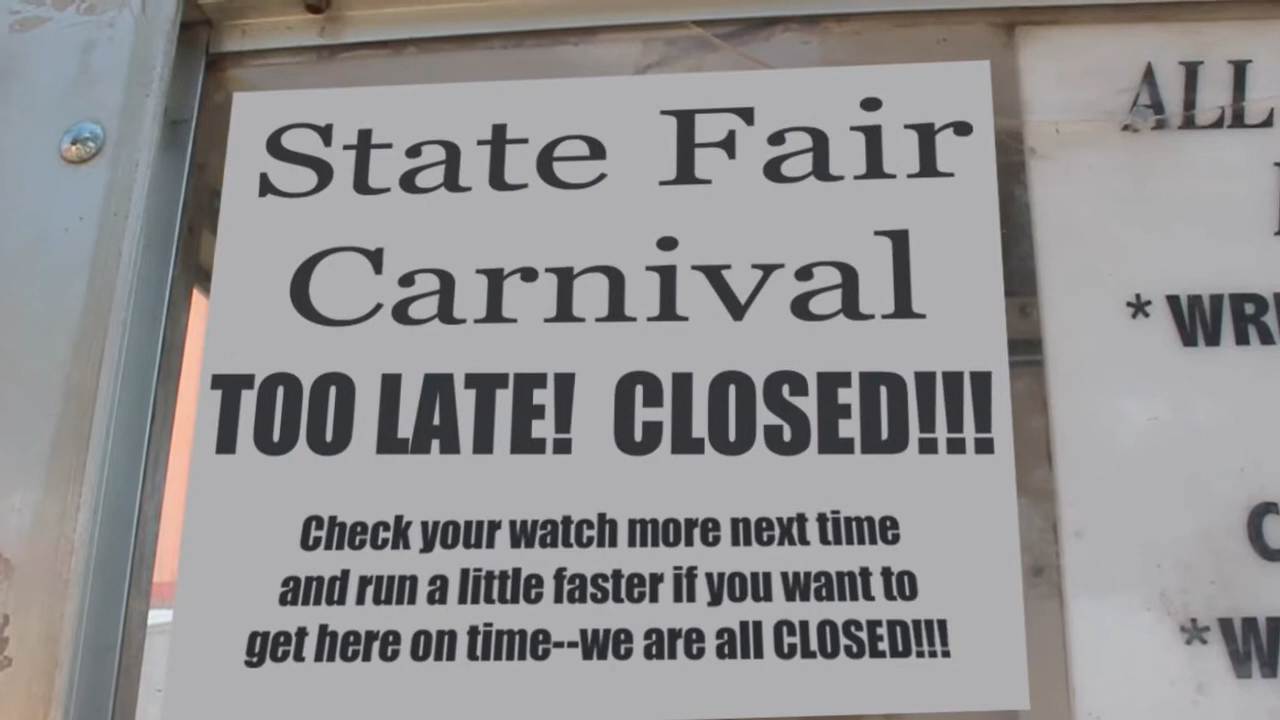 State Fair
Carnival
TOO LATE! CLOSED!!!
Check your watch more next time
and run a little faster if you want to
get here on time--we are all CLOSED!!!
ALL